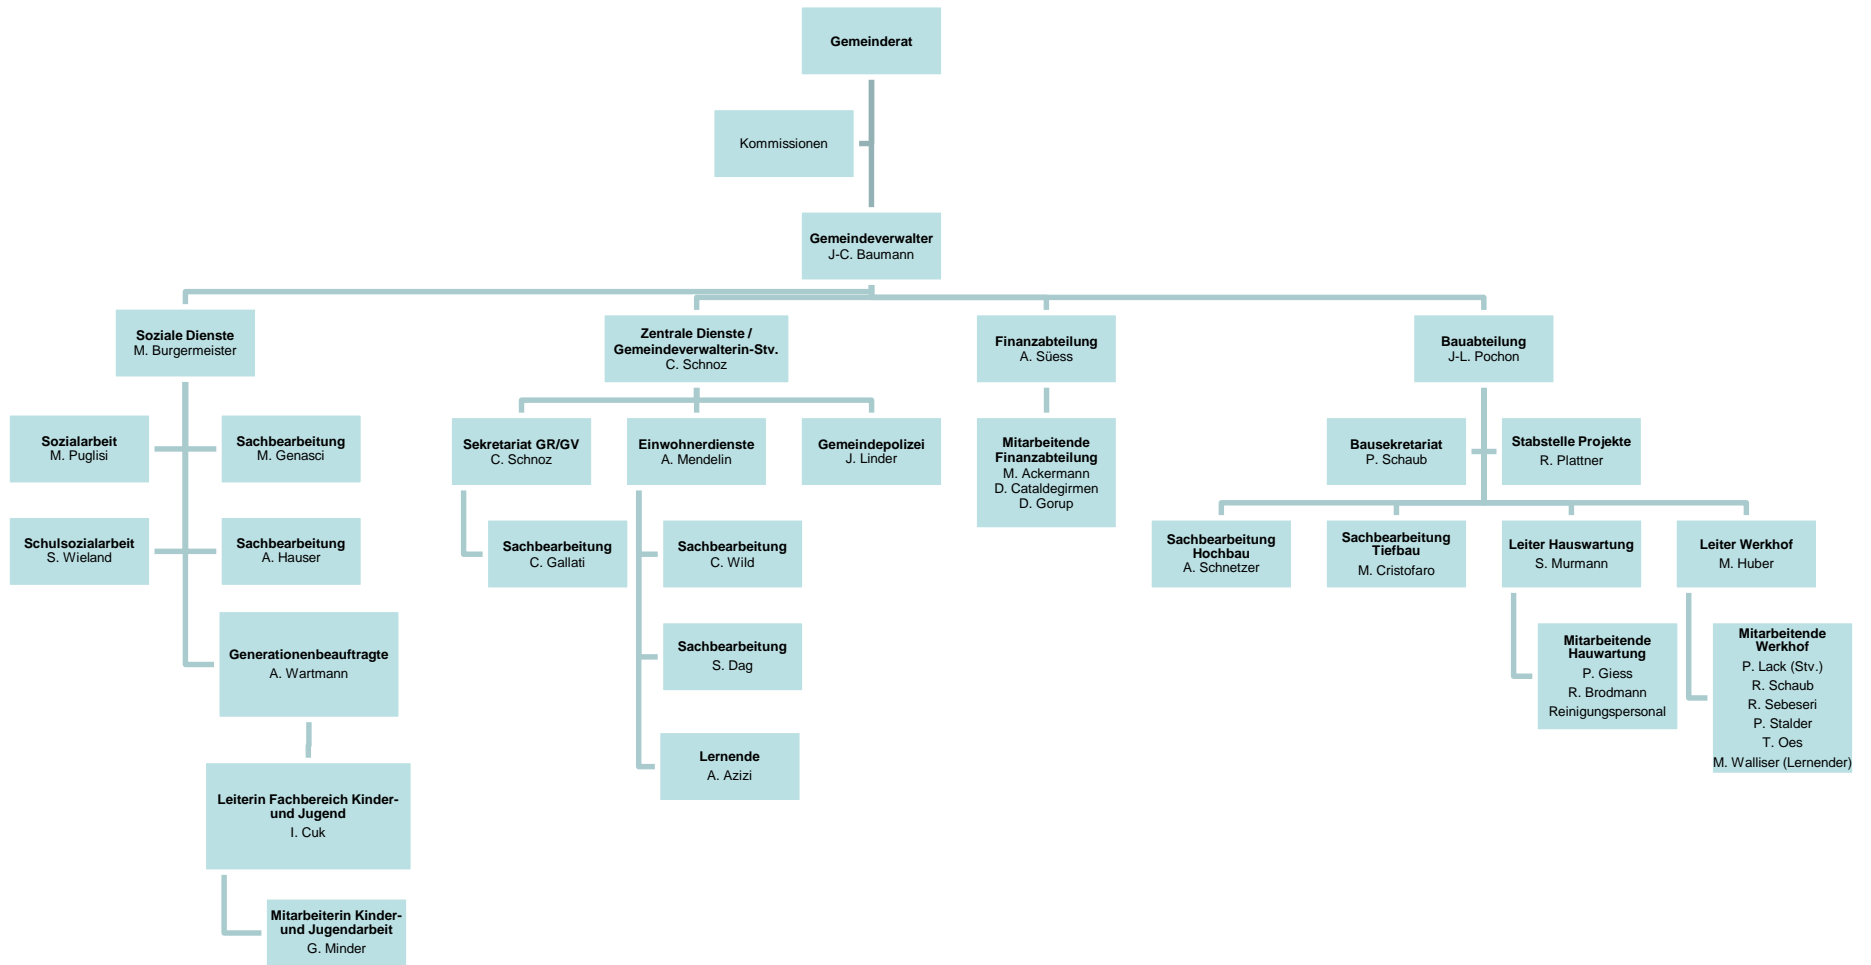 Gemeinderat
Kommissionen
Gemeindeverwalter
J-C. Baumann
Soziale Dienste
M. Burgermeister
Zentrale Dienste /
Gemeindeverwalterin-Stv.
C. Schnoz
Finanzabteilung
A. Süess
Bauabteilung
J-L. Pochon
Sozialarbeit
M. Puglisi
Sachbearbeitung
M. Genasci
Sekretariat GR/GV
C. Schnoz
Einwohnerdienste
A. Mendelin
Gemeindepolizei
J. Linder
Mitarbeitende
Finanzabteilung
M. Ackermann
D. Cataldegirmen
D. Gorup
Bausekretariat
P. Schaub
Stabstelle Projekte
R. Plattner
Schulsozialarbeit
S. Wieland
Sachbearbeitung
A. Hauser
Sachbearbeitung
C. Gallati
Sachbearbeitung
C. Wild
Sachbearbeitung
Hochbau
A. Schnetzer
Sachbearbeitung
Tiefbau
M. Cristofaro
Leiter Hauswartung
S. Murmann
Leiter Werkhof
M. Huber
Generationenbeauftragte
A. Wartmann
Sachbearbeitung
S. Dag
Mitarbeitende
Hauwartung
P. Giess
R. Brodmann
Reinigungspersonal
Mitarbeitende
Werkhof
P. Lack (Stv.)
R. Schaub
R. Sebeseri
P. Stalder
T. Oes
M. Walliser (Lernender)
Lernende
A. Azizi
Leiterin Fachbereich Kinder-
und Jugend
I. Cuk
Mitarbeiterin Kinder-
und Jugendarbeit
G. Minder